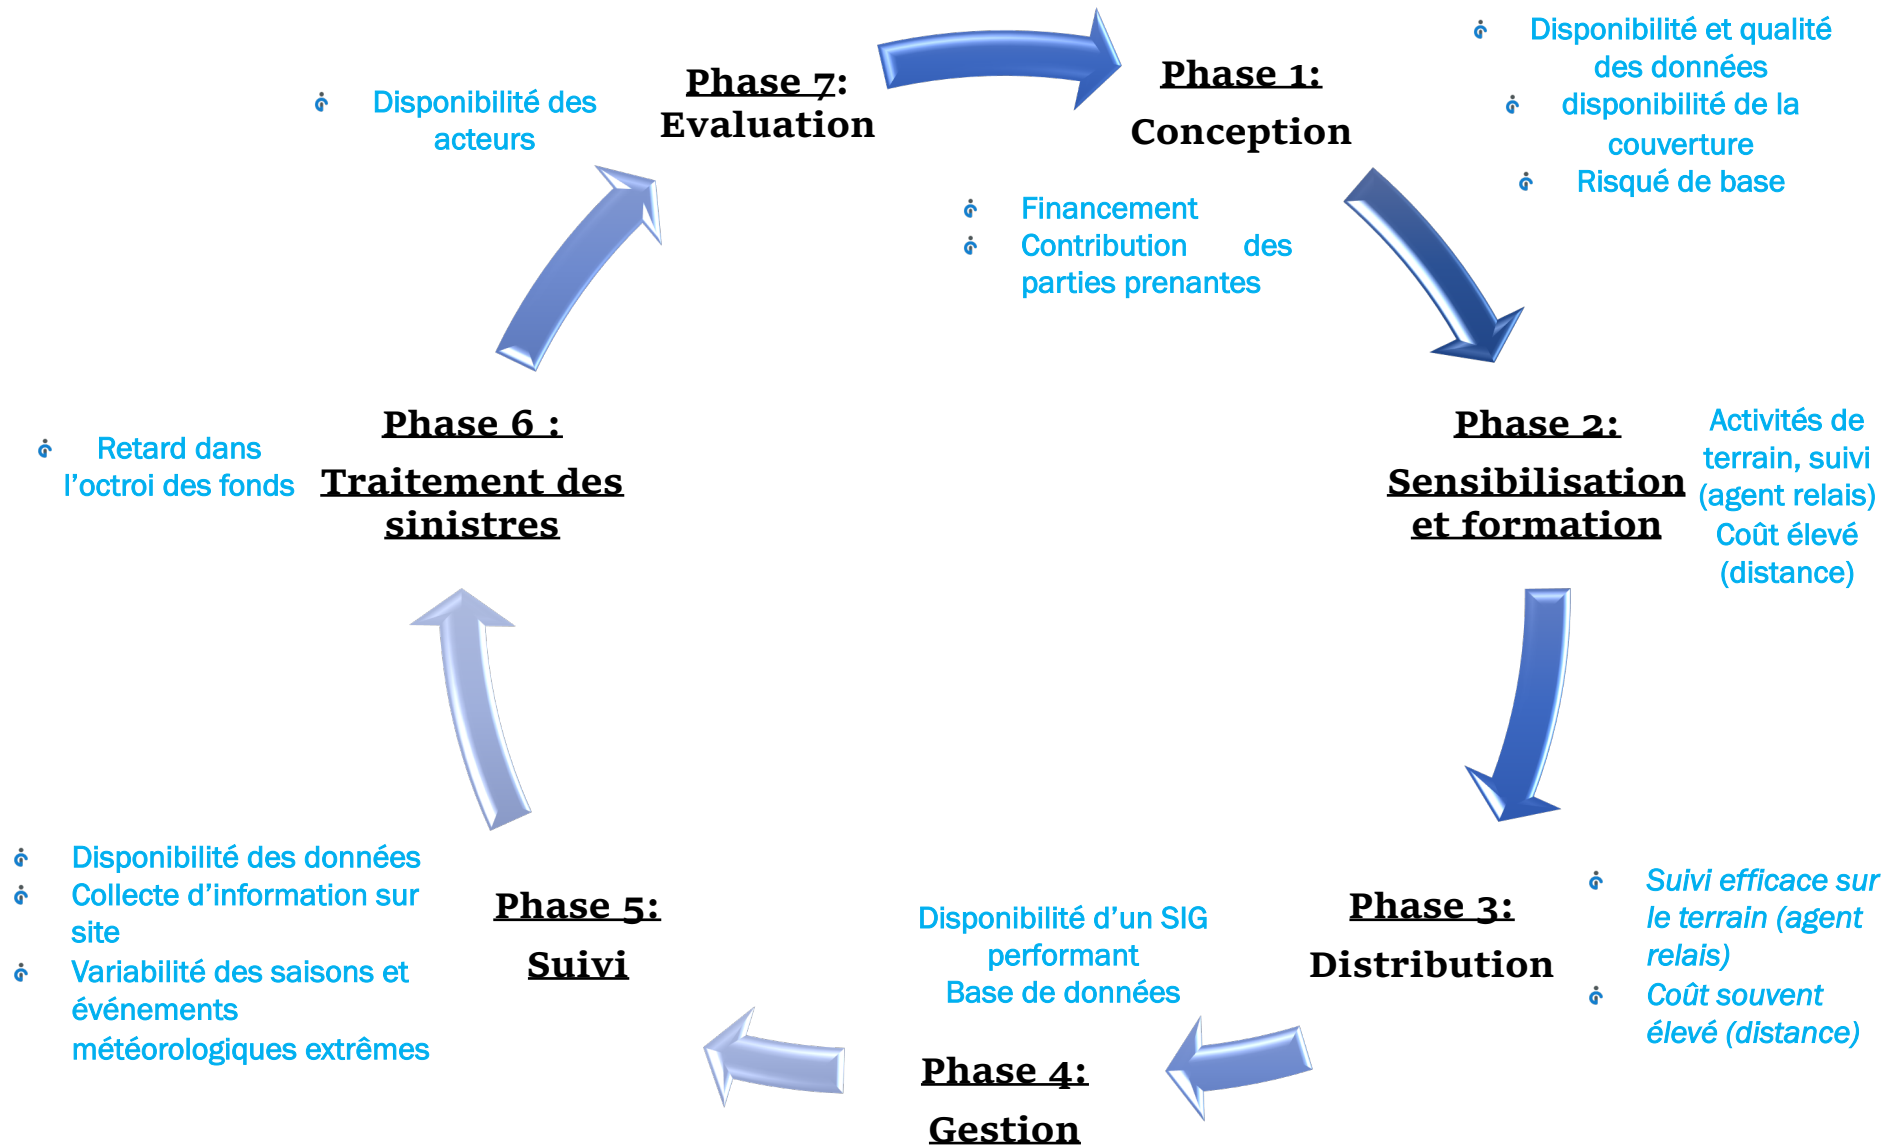 Phase 1:
Conception
Disponibilité et qualité
des données
disponibilité de la
couverture
Risqué de base
Financement
Contribution des
parties prenantes
Phase 2:
Sensibilisation
et formation
Activités de
terrain, suivi
(agent relais)
Coût élevé
(distance)
Phase 3:
Distribution
Suivi efficace sur
le terrain (agent
relais)
Coût souvent
élevé (distance)
Disponibilité d’un SIG
performant
Base de données
Phase 4:
Gestion
Phase 5:
Suivi
Disponibilité des données
Collecte d’information sur
site
Variabilité des saisons et
événements
météorologiques extrêmes
Phase 6 :
Traitement des
sinistres
Retard dans
l’octroi des fonds
Phase 7:
Evaluation
Disponibilité des
acteurs